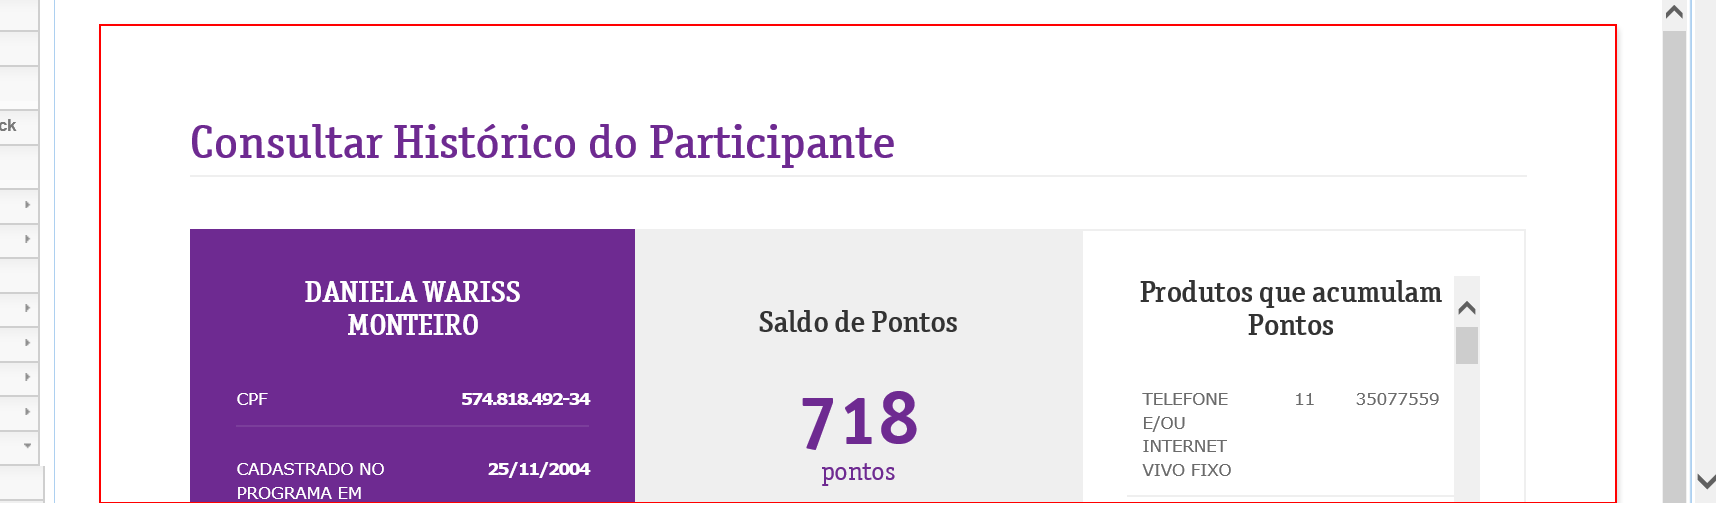 ck
Consultar Histórico do Participante
DANIELA WARISS
MONTEIRO
CPF 574.818.492-34
CADASTRADO NO 25/11/2004
PROGRAMA EM
Saldo de Pontos
718
pontos
Produtos que acumulam
Pontos
TELEFONE 11 35077559
E/OU
INTERNET
VIVO FIXO